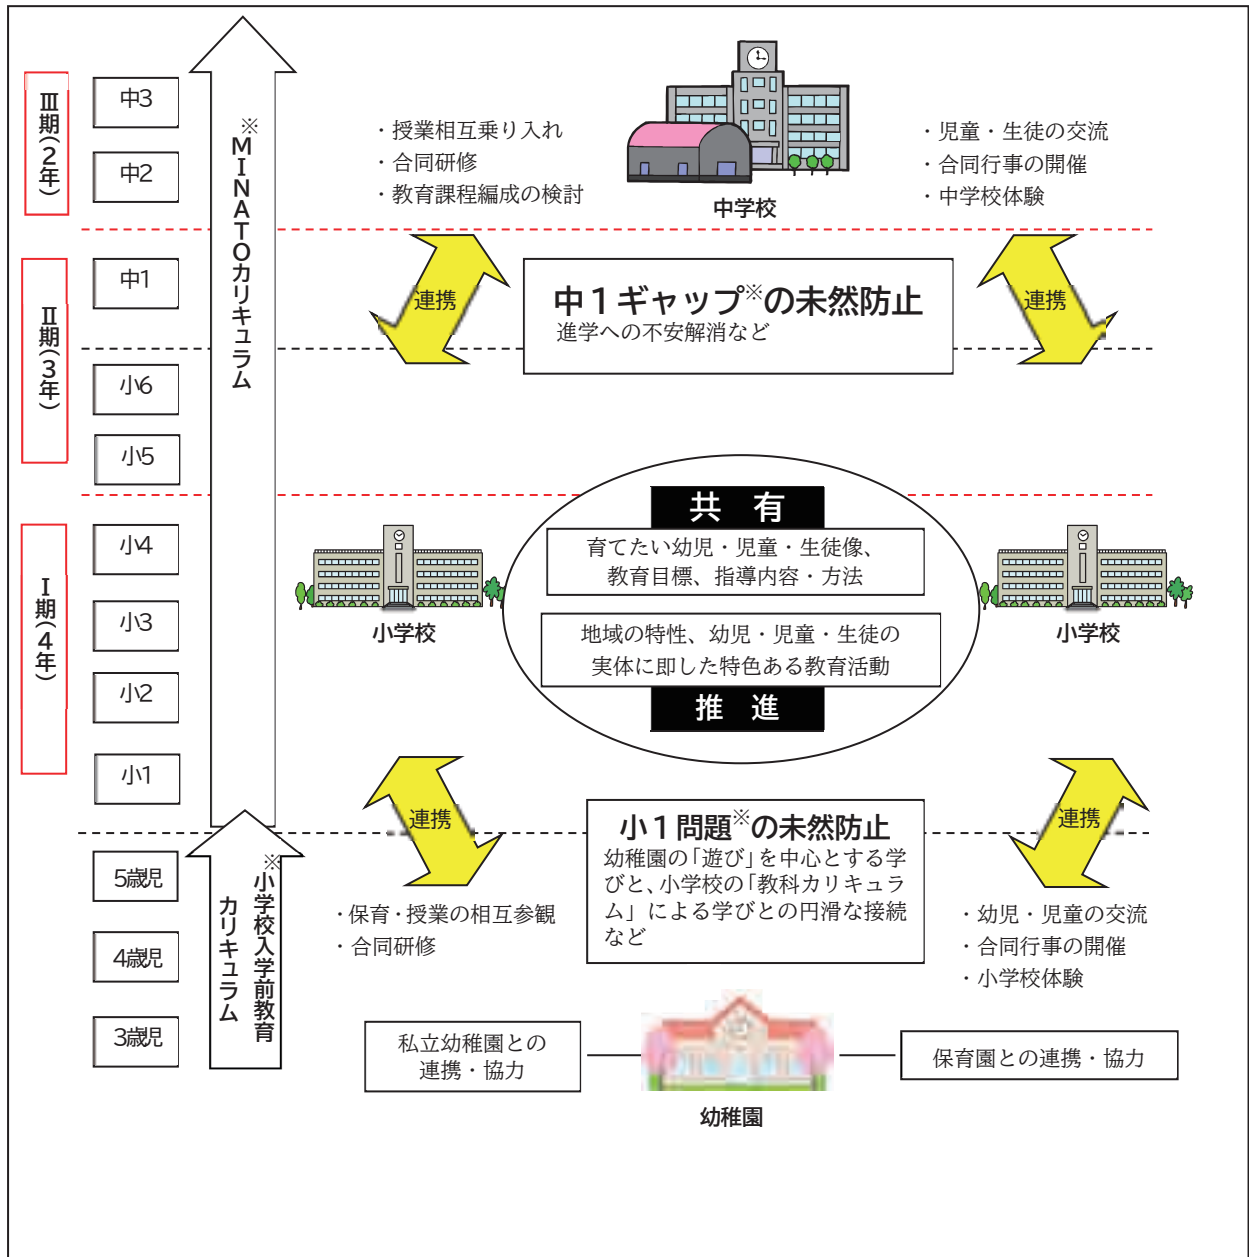 Ⅲ期(２年)
中3
中2
※MINATOカリキュラム
・授業相互乗り入れ
・合同研修
・教育課程編成の検討
中学校
・児童・生徒の交流
・合同行事の開催
・中学校体験
Ⅱ期(３年)
中1
小6
小5
連携
中１ギャップ※の未然防止
進学への不安解消など
連携
Ⅰ期(４年)
小4
小3
小2
小1
小学校
共 有
育てたい幼児・児童・生徒像、
教育目標、指導内容・方法
地域の特性、幼児・児童・生徒の
実体に即した特色ある教育活動
推 進
小学校
連携
小１問題※の未然防止
幼稚園の「遊び」を中心とする学
びと、小学校の「教科カリキュラ
ム」による学びとの円滑な接続
など
連携
5歳児
4歳児
3歳児
※小学校入学前教育
カリキュラム
・保育・授業の相互参観
・合同研修
・幼児・児童の交流
・合同行事の開催
・小学校体験
私立幼稚園との
連携・協力
幼稚園
保育園との連携・協力